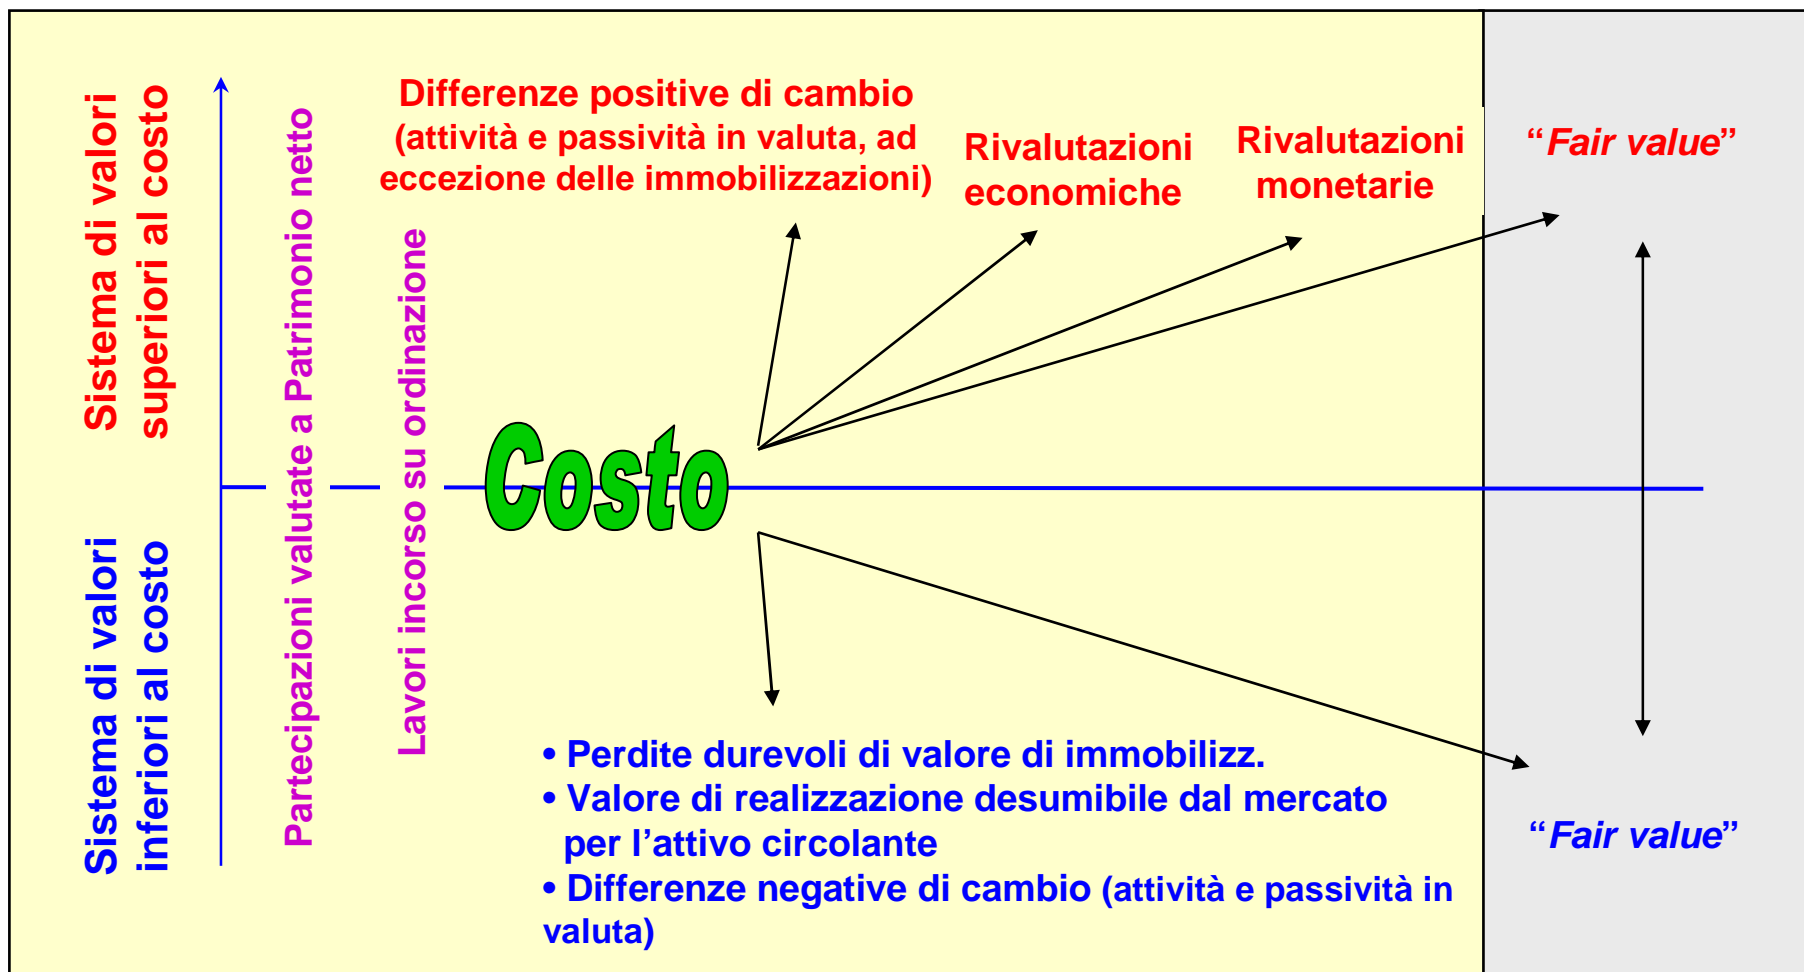 Sistema di valori
superiori al costo
Sistema di valori
inferiori al costo
Partecipazioni valutate a Patrimonio netto
Lavori incorso su ordinazione
Differenze positive di cambio
(attività e passività in valuta, ad
eccezione delle immobilizzazioni)
Rivalutazioni
economiche
Rivalutazioni
monetarie
“Fair value”
Costo
• Perdite durevoli di valore di immobilizz.
• Valore di realizzazione desumibile dal mercato
per l’attivo circolante
• Differenze negative di cambio (attività e passività in
valuta)
“Fair value”